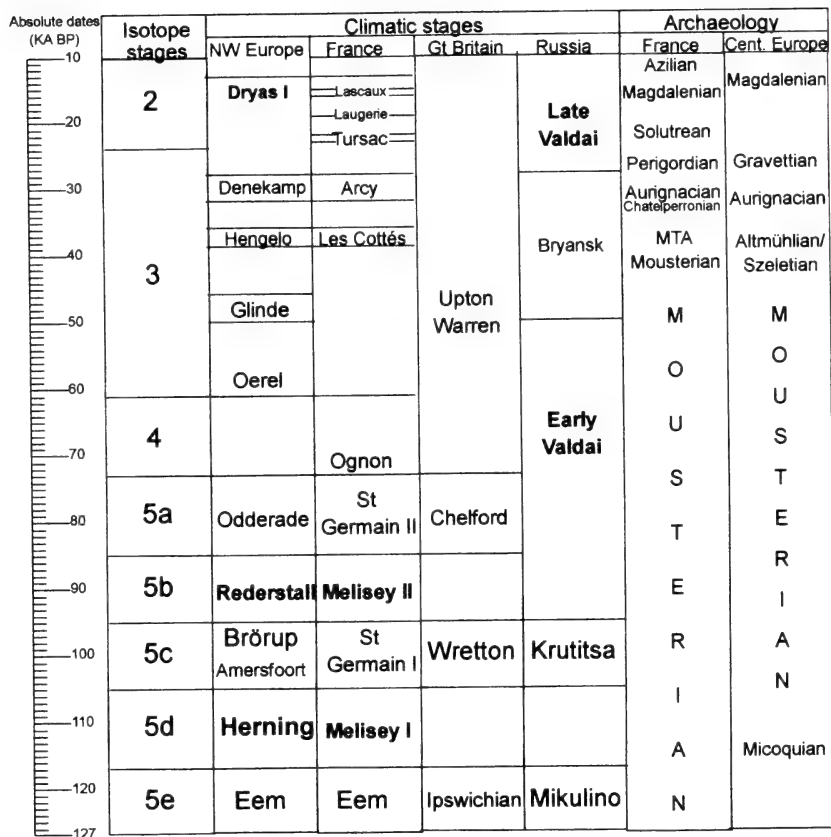 Absolute dates (KA BP)
Isotope stages
Climatic stages
Archaeology
NW Europe France Gt Britain Russia France Cent. Europe
10
20
30
40
50
60
70
80
90
100
110
120
127
2
3
4
5a
5b
5c
5d
5e
Dryas I
Denekamp
Hengelo
Glinde
Oerel
Odderade
Rederstall
Brörup
Amersfoort
Herning
Eem
Lascaux
Laugerie
Tursac
Arcy
Les Cottés
Ognon
St
Germain II
Melisey II
St
Germain I
Melisey I
Eem
Upton
Warren
Chelford
Wretton
Ipswichian
Late
Valdai
Bryansk
Early
Valdai
Krutitsa
Mikulino
Azilian
Magdalenian
Solutrean
Perigordian
Aurignacian
Chatelperronian
MTA
Mousterian
M
O
U
S
T
E
R
I
A
N
Magdalenian
Gravettian
Aurignacian
Altmühlian/
Szeletian
M
O
U
S
T
E
R
I
A
N
Micoquian